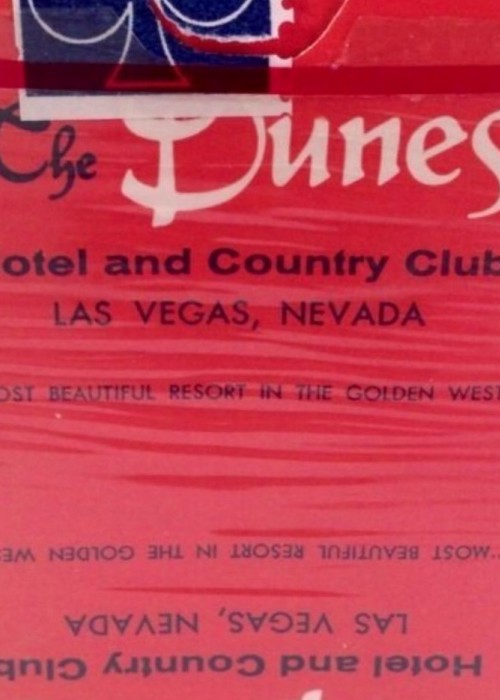 The Dunes
otel and Country Club
LAS VEGAS, NEVADA
OST BEAUTIFUL RESORT IN THE GOLDEN WEST
"MOST BEAUTIFUL RESORT IN THE GOLDEN WE
LAS VEGAS, NEVADA
Hotel and Country Club